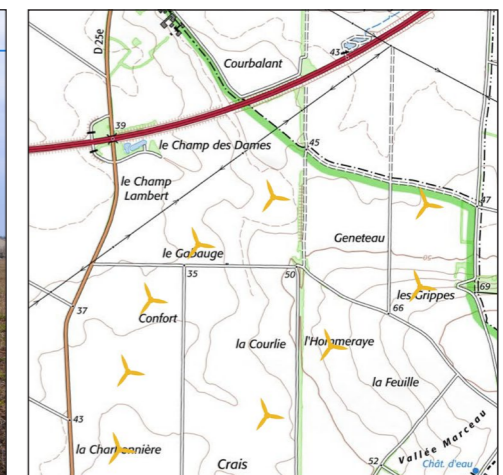 D 25e
Courbalant
43
39
le Champ des Dames
45
le Champ
Lambert
47
Geneteau
le Gabauge
35
50
les Grippes
69
37
66
Confort
la Courlie
l'Hommeraye
la Feuille
43
la Charbonnière
Crais
52
Vallée Marceau
Chât. d'eau